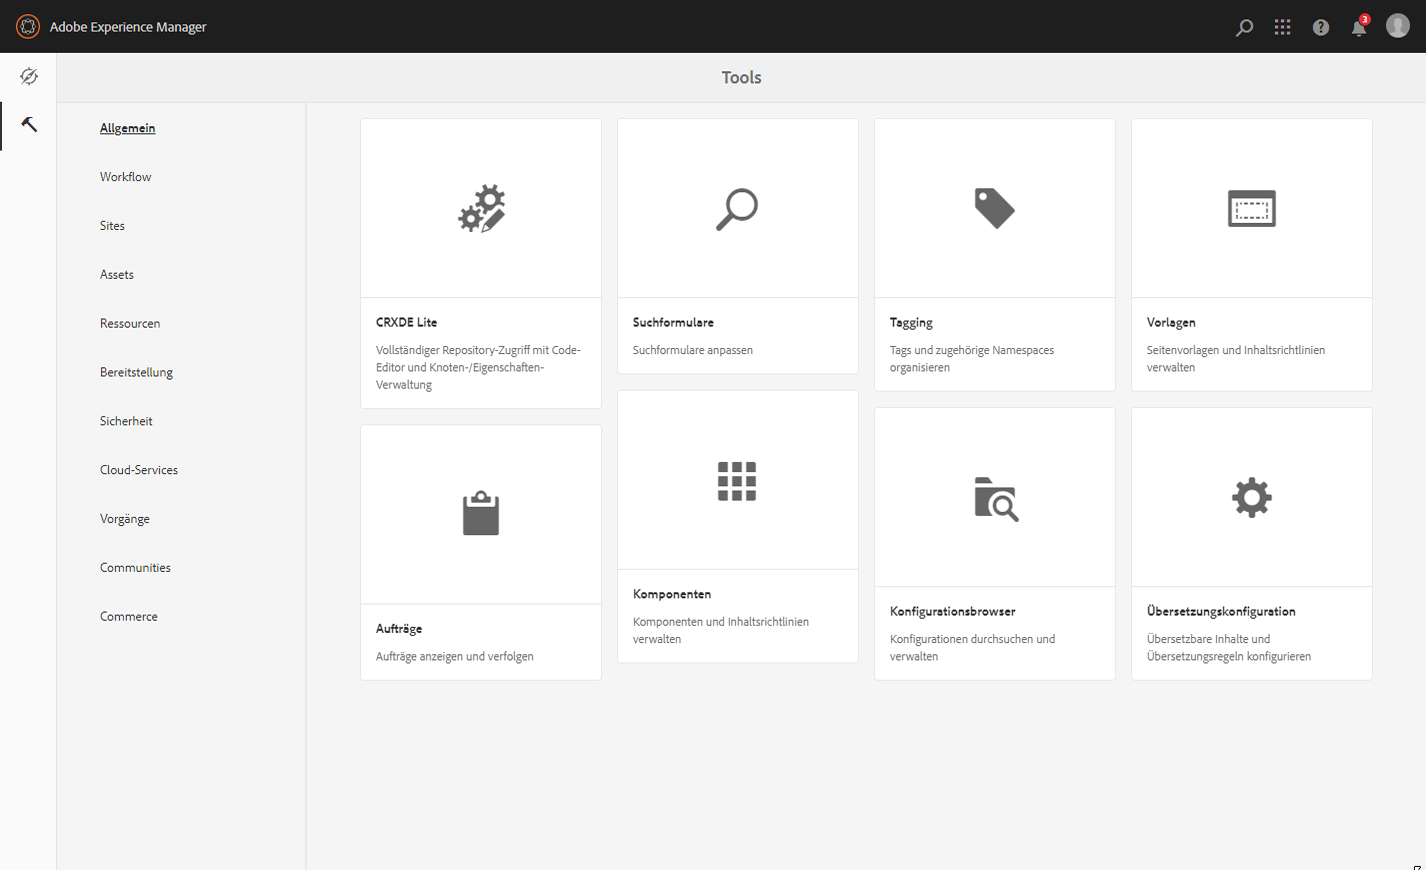 Adobe Experience Manager
3
Tools
Allgemein
Workflow
Sites
Assets
Ressourcen
Bereitstellung
Sicherheit
Cloud-Services
Vorgänge
Communities
Commerce
CRXDE Lite
Vollständiger Repository-Zugriff mit Code-
Editor und Knoten-/Eigenschaften-
Verwaltung
Suchformulare
Suchformulare anpassen
Tagging
Tags und zugehörige Namespaces
organisieren
Vorlagen
Seitenvorlagen und Inhaltsrichtlinien
verwalten
Aufträge
Aufträge anzeigen und verfolgen
Komponenten
Komponenten und Inhaltsrichtlinien
verwalten
Konfigurationsbrowser
Konfigurationen durchsuchen und
verwalten
Übersetzungskonfiguration
Übersetzbare Inhalte und
Übersetzungsregeln konfigurieren